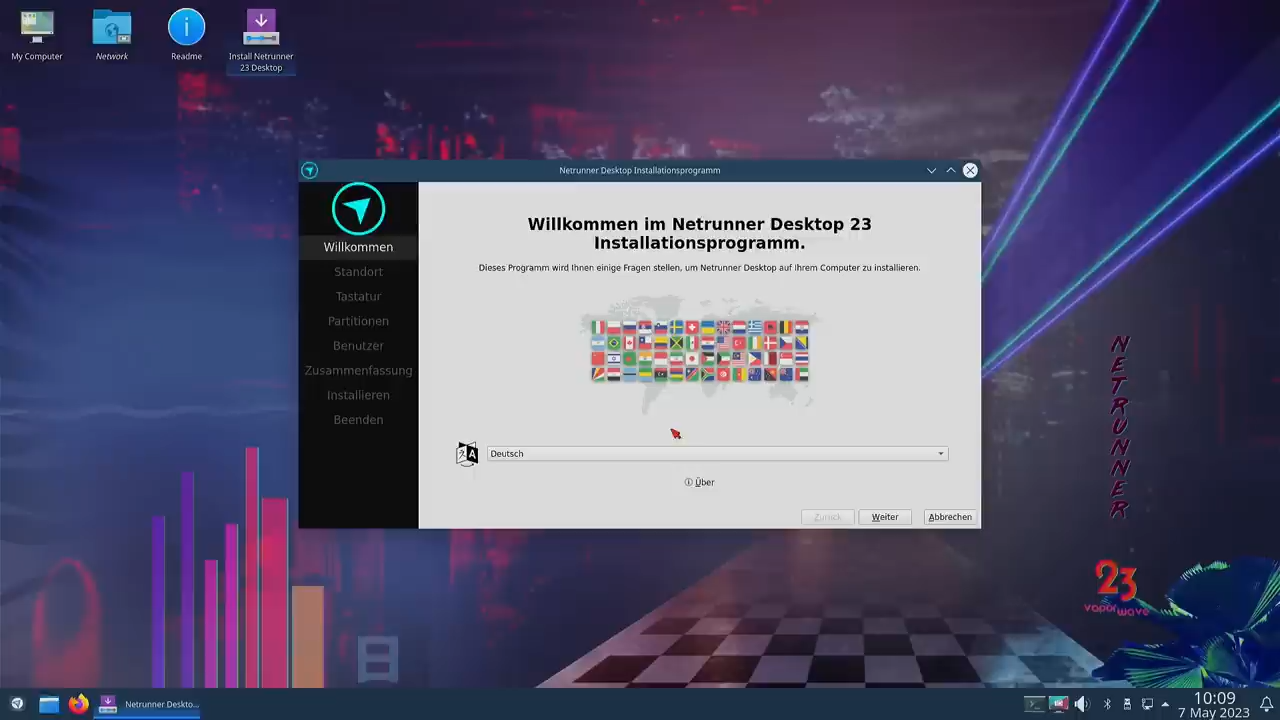 My Computer
Network
Readme
Install Netrunner
23 Desktop
Netrunner Desktop Installationsprogramm
Willkommen
Standort
Tastatur
Partitionen
Benutzer
Zusammenfassung
Installieren
Beenden
Willkommen im Netrunner Desktop 23
Installationsprogramm.
Dieses Programm wird Ihnen einige Fragen stellen, um Netrunner Desktop auf Ihrem Computer zu installieren.
Deutsch
Über
Zurück
Weiter
Abbrechen
NETRUNNER
23
vaporwave
Netrunner Deskto...
10:09
7 May 2023